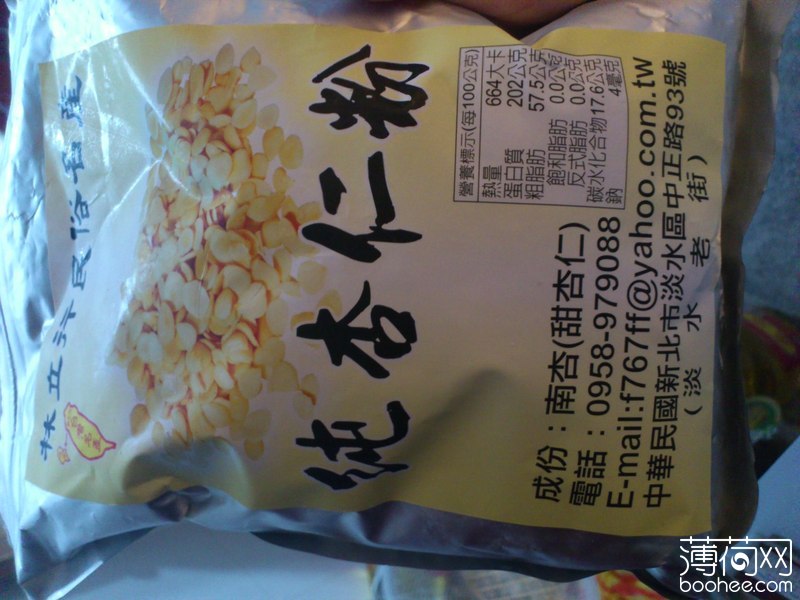 林立汗民俗名產
純杏仁粉
營養標示(每100公克)
熱量 664大卡
蛋白質 202公克
粗脂肪 57.5公克
飽和脂肪 0.0公克
反式脂肪 0.0公克
碳水化合物 17.6公克
鈉 4毫克
成份：南杏(甜杏仁)
電話：0958-979088
E-mail:f767ff@yahoo.com.tw
中華民國新北市淡水區中正路93號
(淡水老街)
薄荷网
boohee.com